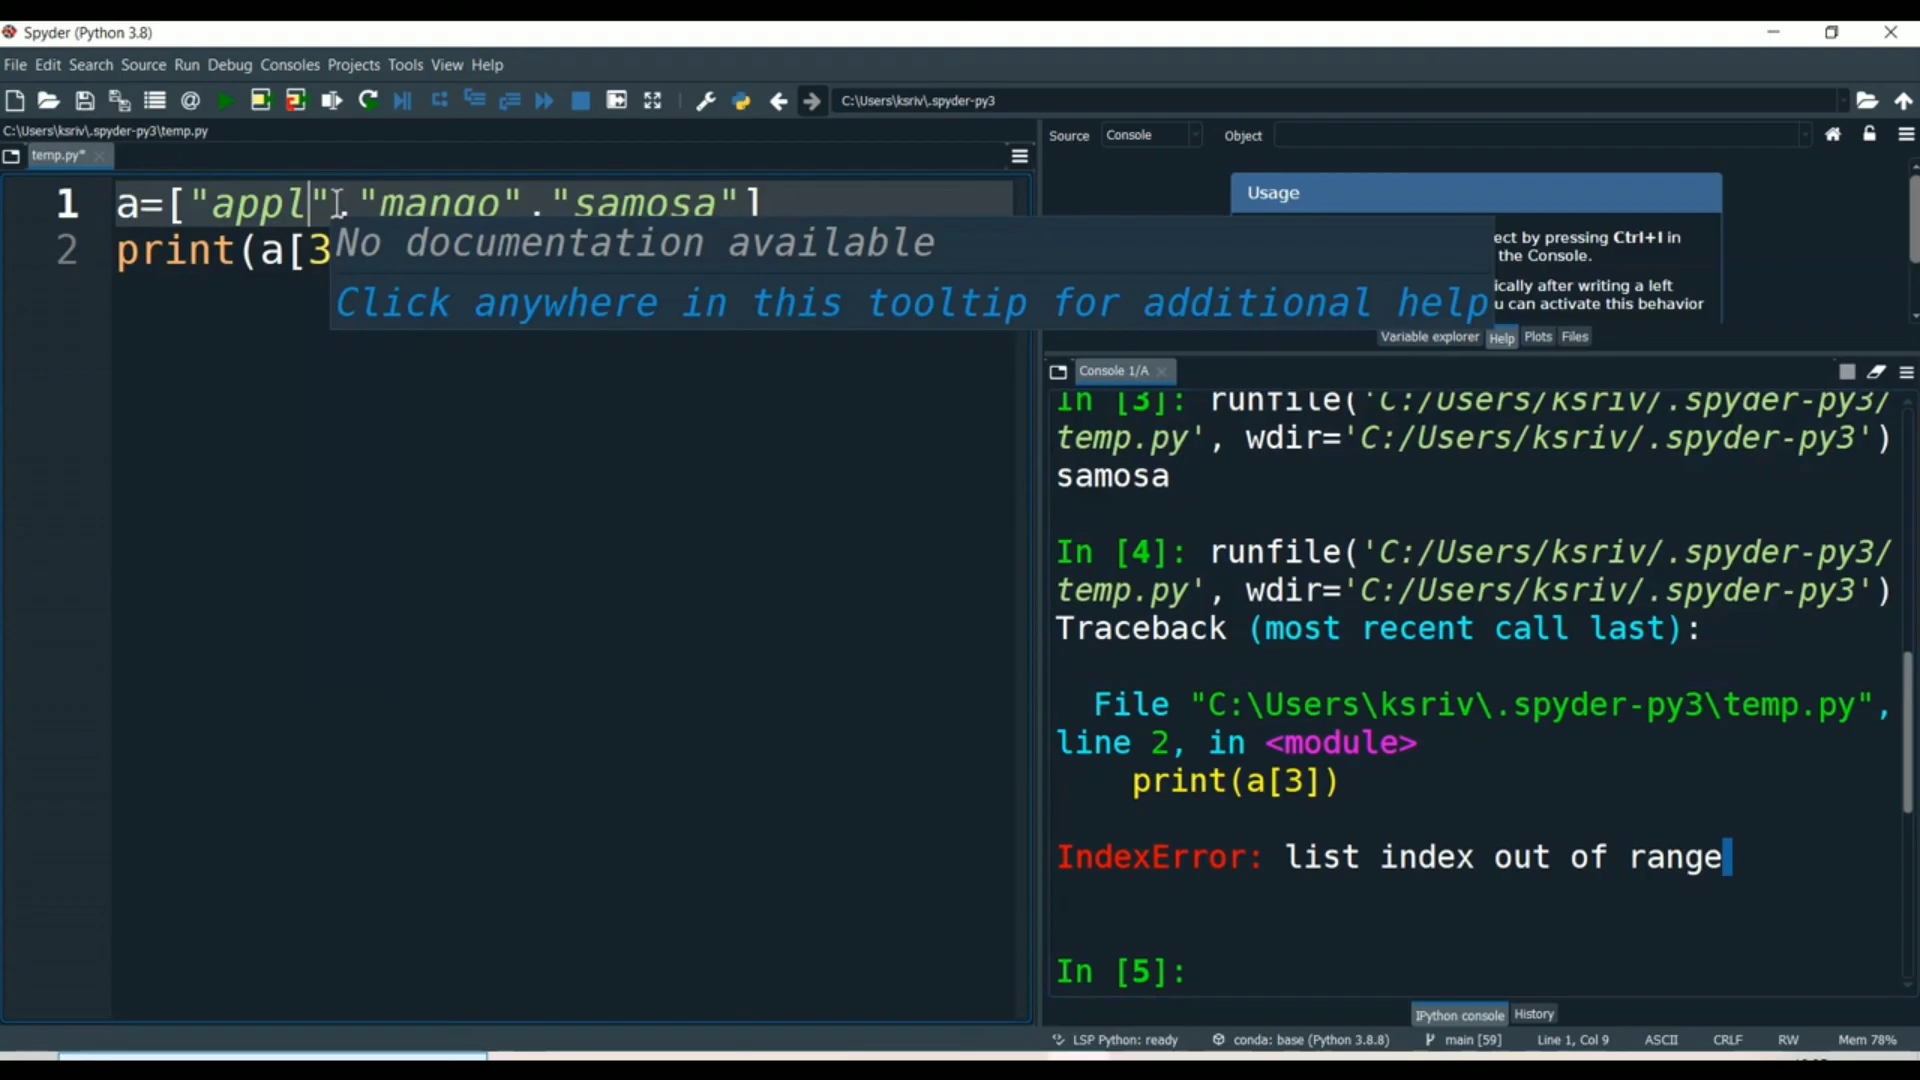 Spyder (Python 3.8)
File Edit Search Source Run Debug Consoles Projects Tools View Help
C:\Users\ksriv\.spyder-py3
C:\Users\ksriv\.spyder-py3\temp.py
temp.py*
1 a=["appl","mango","samosa"]
2 print(a[3
No documentation available
Click anywhere in this tooltip for additional help
Source Console Object
Usage
ect by pressing Ctrl+I in
the Console.
ically after writing a left
u can activate this behavior
Variable explorer Help Plots Files
Console 1/A
In [3]: runfile('C:/Users/ksriv/.spyder-py3/
temp.py', wdir='C:/Users/ksriv/.spyder-py3')
samosa
In [4]: runfile('C:/Users/ksriv/.spyder-py3/
temp.py', wdir='C:/Users/ksriv/.spyder-py3')
Traceback (most recent call last):
File "C:\Users\ksriv\.spyder-py3\temp.py",
line 2, in <module>
print(a[3])
IndexError: list index out of range
In [5]:
IPython console History
LSP Python: ready conda: base (Python 3.8.8) main [59] Line 1, Col 9 ASCII CRLF RW Mem 78%